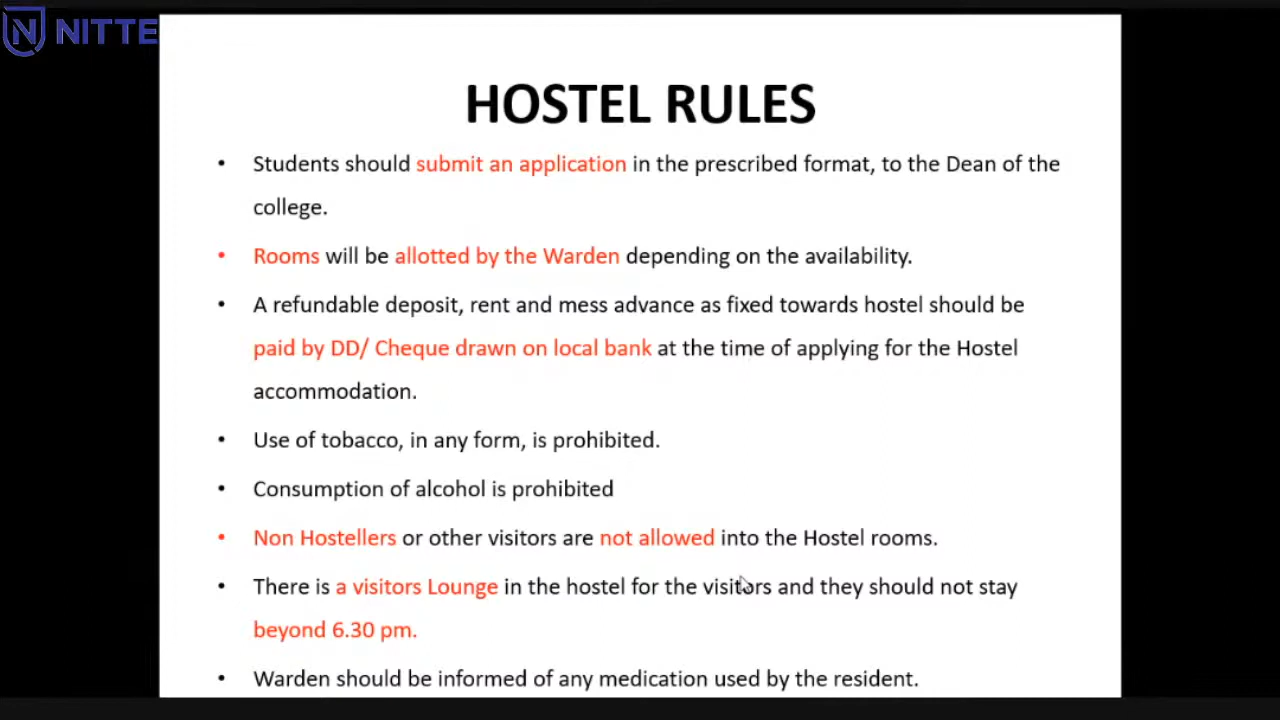 NITTE
HOSTEL RULES
• Students should submit an application in the prescribed format, to the Dean of the
college.
• Rooms will be allotted by the Warden depending on the availability.
• A refundable deposit, rent and mess advance as fixed towards hostel should be
paid by DD/ Cheque drawn on local bank at the time of applying for the Hostel
accommodation.
• Use of tobacco, in any form, is prohibited.
• Consumption of alcohol is prohibited
• Non Hostellers or other visitors are not allowed into the Hostel rooms.
• There is a visitors Lounge in the hostel for the visitors and they should not stay
beyond 6.30 pm.
• Warden should be informed of any medication used by the resident.